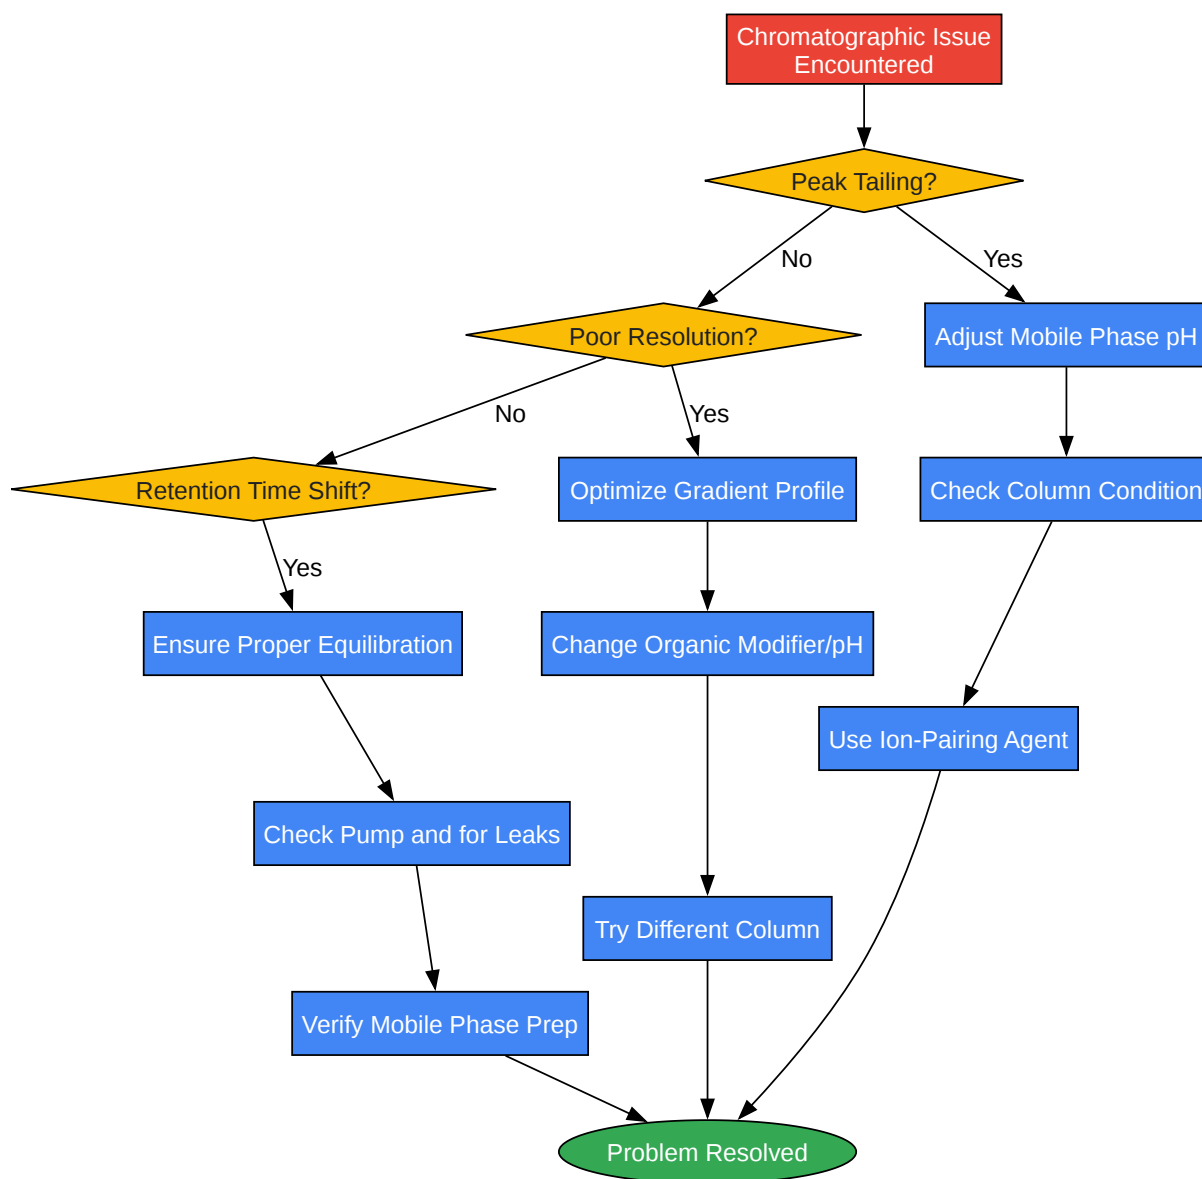 Chromatographic Issue
Encountered
Peak Tailing?
No
Yes
Poor Resolution?
Adjust Mobile Phase pH
No
Yes
Retention Time Shift?
Optimize Gradient Profile
Check Column Condition
Yes
Ensure Proper Equilibration
Change Organic Modifier/pH
Use Ion-Pairing Agent
Check Pump and for Leaks
Try Different Column
Verify Mobile Phase Prep
Problem Resolved